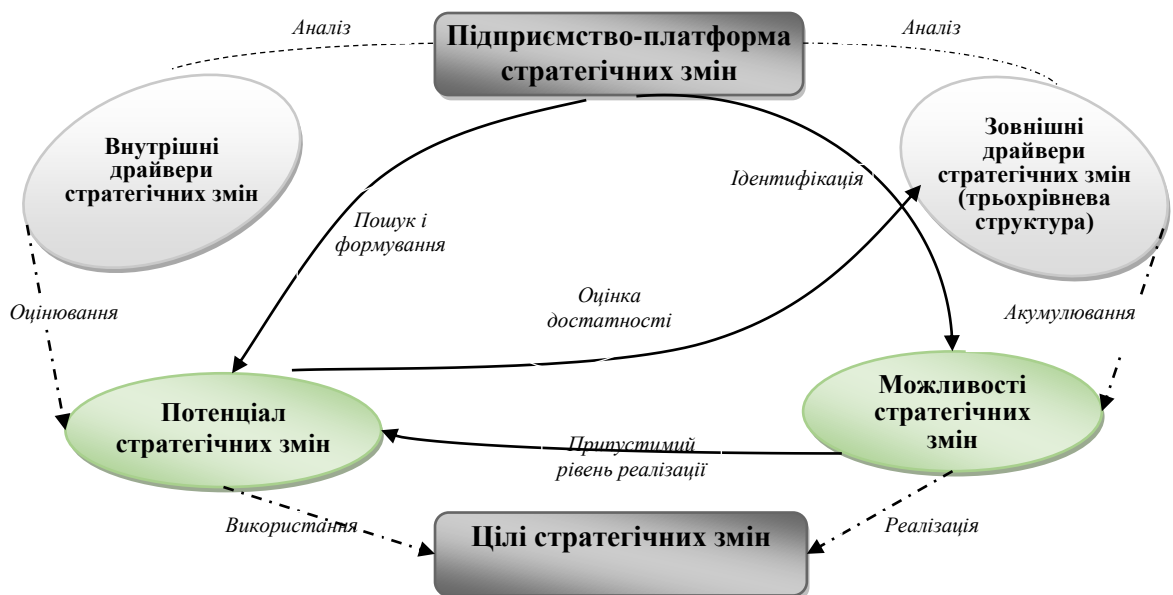 Аналіз
Підприємство-платформа
стратегічних змін
Аналіз
Внутрішні
драйвери
стратегічних змін
Зовнішні
драйвери
стратегічних змін
(трьохрівнева
структура)
Ідентифікація
Пошук і
формування
Оцінювання
Оцінка
достатності
Акумулювання
Потенціал
стратегічних змін
Можливості
стратегічних
змін
Припустимий
рівень реалізації
Використання
Цілі стратегічних змін
Реалізація